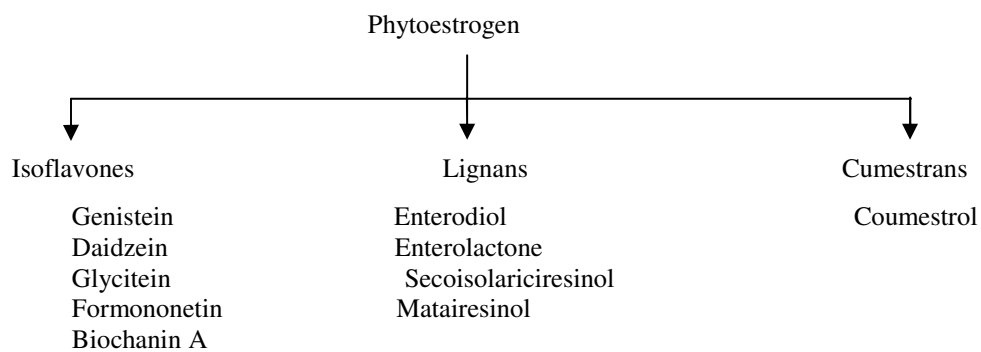 Phytoestrogen
Isoflavones
Genistein
Daidzein
Glycitein
Formononetin
Biochanin A
Lignans
Enterodiol
Enterolactone
Secoisolariciresinol
Matairesinol
Cumestrans
Coumestrol